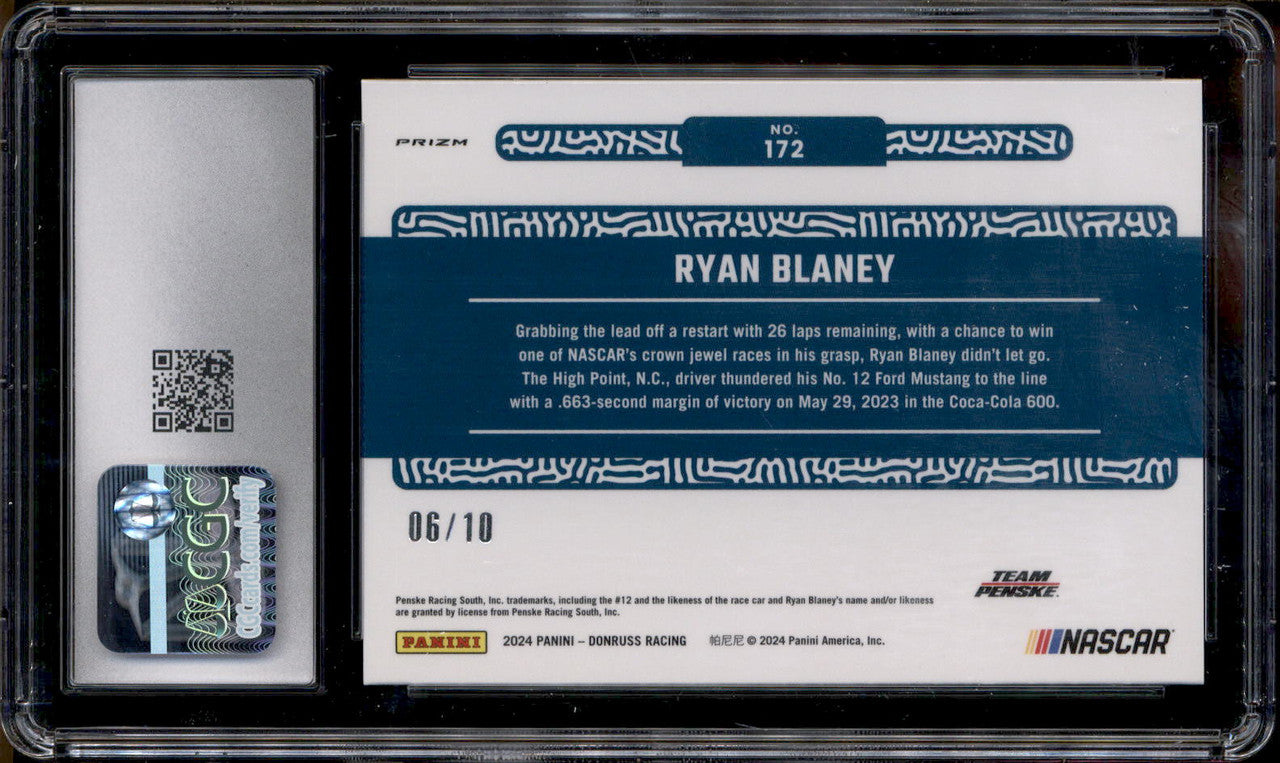 PRIZM
NO.
172
RYAN BLANEY
Grabbing the lead off a restart with 26 laps remaining, with a chance to win
one of NASCAR's crown jewel races in his grasp, Ryan Blaney didn't let go.
The High Point, N.C., driver thundered his No. 12 Ford Mustang to the line
with a .663-second margin of victory on May 29, 2023 in the Coca-Cola 600.
06/10
TEAM
PENSKE
Penske Racing South, Inc. trademarks, including the #12 and the likeness of the race car and Ryan Blaney's name and/or likeness
are granted by license from Penske Racing South, Inc.
PANINI
2024 PANINI – DONRUSS RACING
帕尼尼 © 2024 Panini America, Inc.
NASCAR
CGC
CGCcards.com/verify